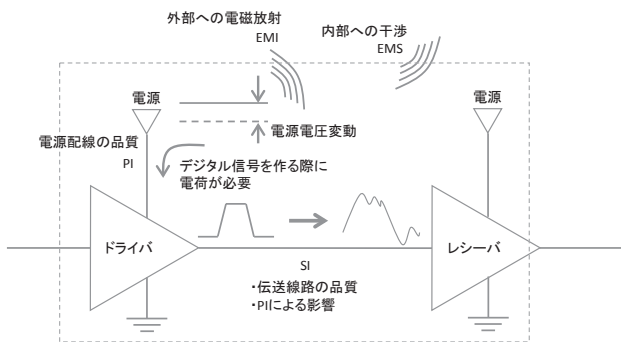 外部への電磁放射
EMI
内部への干渉
EMS
電源
電源
電源電圧変動
電源配線の品質
PI
デジタル信号を作る際に
電荷が必要
ドライバ
レシーバ
SI
・伝送線路の品質
・PIによる影響